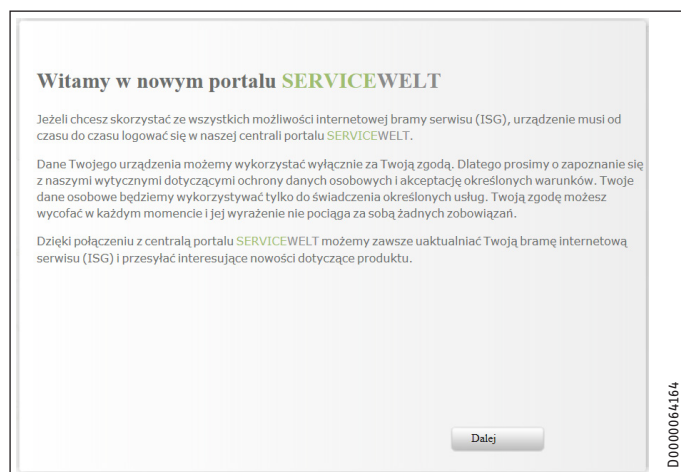 Witamy w nowym portalu SERVICEWELT
Jeżeli chcesz skorzystać ze wszystkich możliwości internetowej bramy serwisu (ISG), urządzenie musi od
czasu do czasu logować się w naszej centrali portalu SERVICEWELT.
Dane Twojego urządzenia możemy wykorzystać wyłącznie za Twoją zgodą. Dlatego prosimy o zapoznanie się
z naszymi wytycznymi dotyczącymi ochrony danych osobowych i akceptację określonych warunków. Twoje
dane osobowe będziemy wykorzystywać tylko do świadczenia określonych usług. Twoją zgodę możesz
wycofać w każdym momencie i jej wyrażenie nie pociąga za sobą żadnych zobowiązań.
Dzięki połączeniu z centralą portalu SERVICEWELT możemy zawsze uaktualniać Twoją bramę internetową
serwisu (ISG) i przesyłać interesujące nowości dotyczące produktu.
Dalej
D0000064164